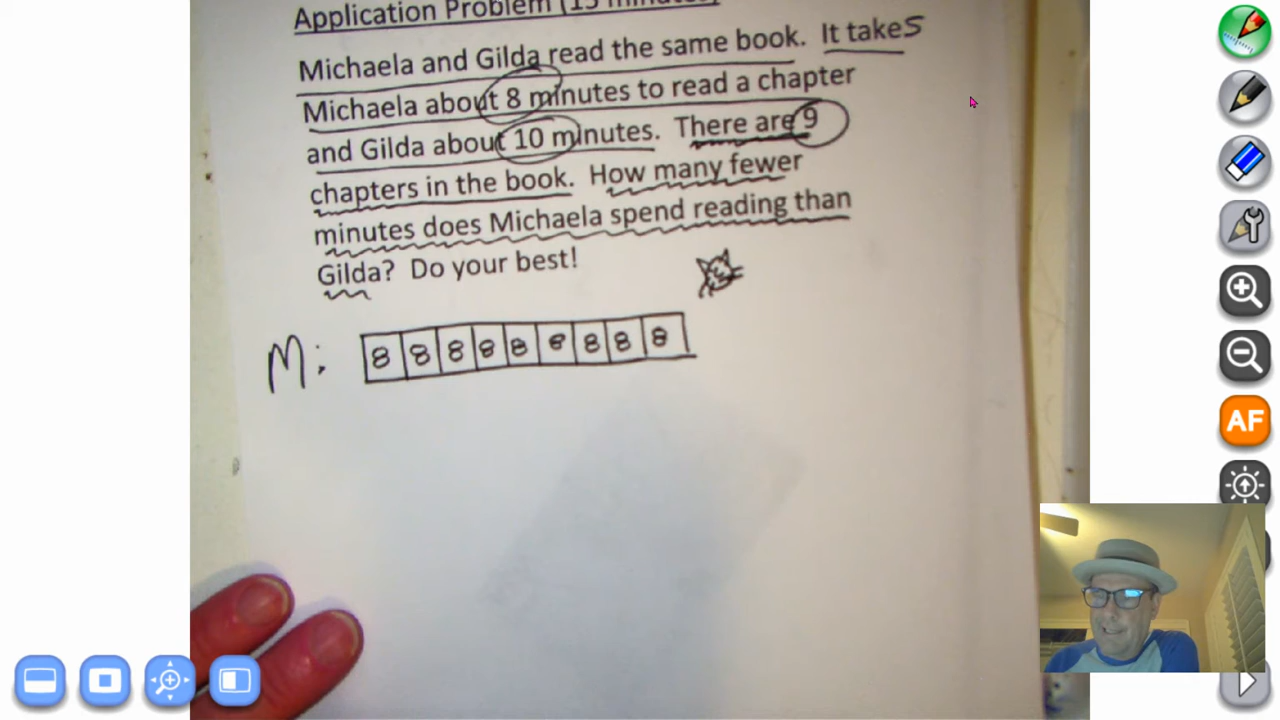 Application Problem (15 minutes)
Michaela and Gilda read the same book. It takes
Michaela about 8 minutes to read a chapter
and Gilda about 10 minutes. There are 9
chapters in the book. How many fewer
minutes does Michaela spend reading than
Gilda? Do your best!
M: 8 8 8 8 8 8 8 8 8
AF